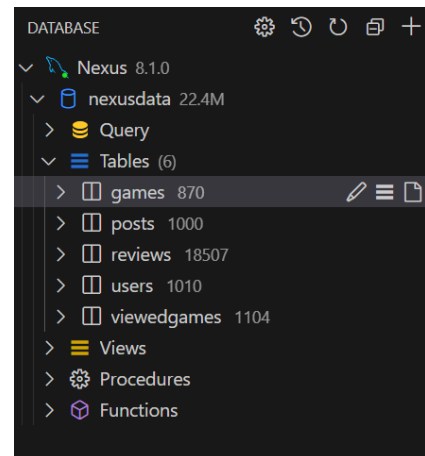 DATABASE
Nexus 8.1.0
nexusdata 22.4M
Query
Tables (6)
games 870
posts 1000
reviews 18507
users 1010
viewedgames 1104
Views
Procedures
Functions